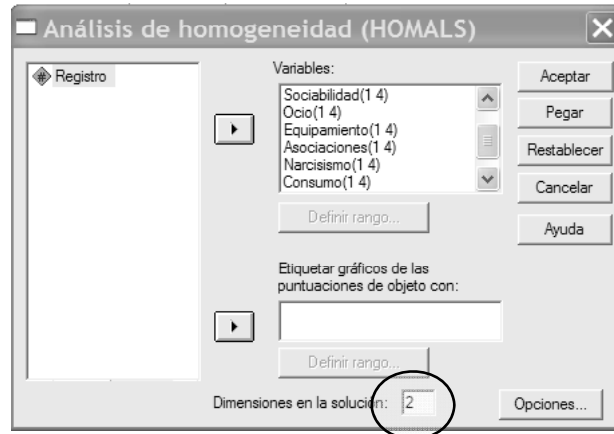 Análisis de homogeneidad (HOMALS)
Registro
Variables:
Sociabilidad(1 4)
Ocio(1 4)
Equipamiento(1 4)
Asociaciones(1 4)
Narcisismo(1 4)
Consumo(1 4)
Definir rango...
Etiquetar gráficos de las
puntuaciones de objeto con:
Definir rango...
Dimensiones en la solución: 2
Aceptar
Pegar
Restablecer
Cancelar
Ayuda
Opciones...